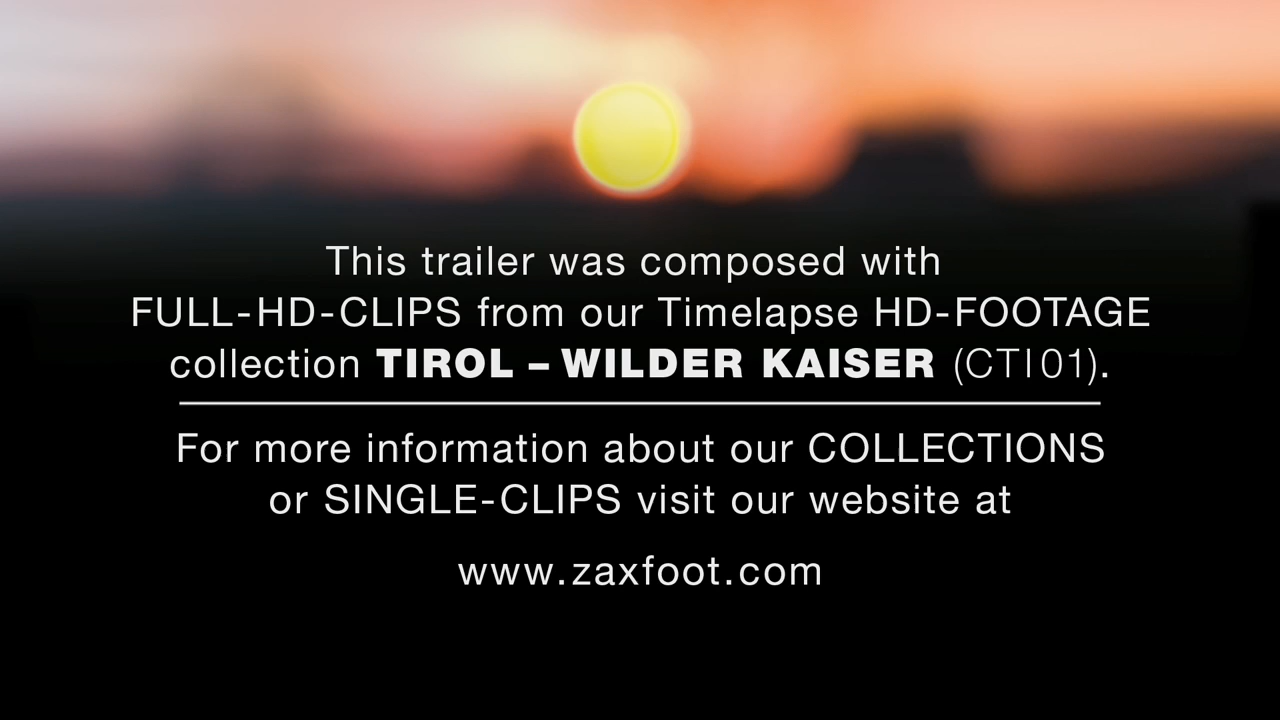 This trailer was composed with
FULL-HD-CLIPS from our Timelapse HD-FOOTAGE
collection TIROL – WILDER KAISER (CTI01).
For more information about our COLLECTIONS
or SINGLE-CLIPS visit our website at
www.zaxfoot.com